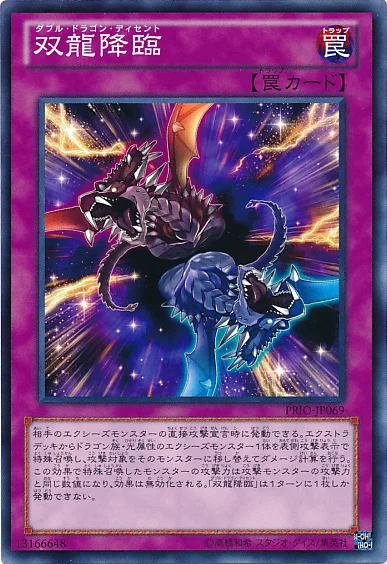 ダブル・ドラゴン・ディセント
双龍降臨
トラップ
罠
【罠カード】
PRIO-JP069
相手のエクシーズモンスターの直接攻撃宣言時に発動できる。エクストラ
デッキからドラゴン族・光属性のエクシーズモンスター1体を表側攻撃表示で
特殊召喚し、攻撃対象をそのモンスターに移し替えてダメージ計算を行う。
この効果で特殊召喚したモンスターの攻撃力は攻撃モンスターの攻撃力
と同じ数値になり、効果は無効化される。「双龍降臨」は1ターンに1枚しか
発動できない。
13166648
©高橋和希 スタジオ・ダイス/集英社